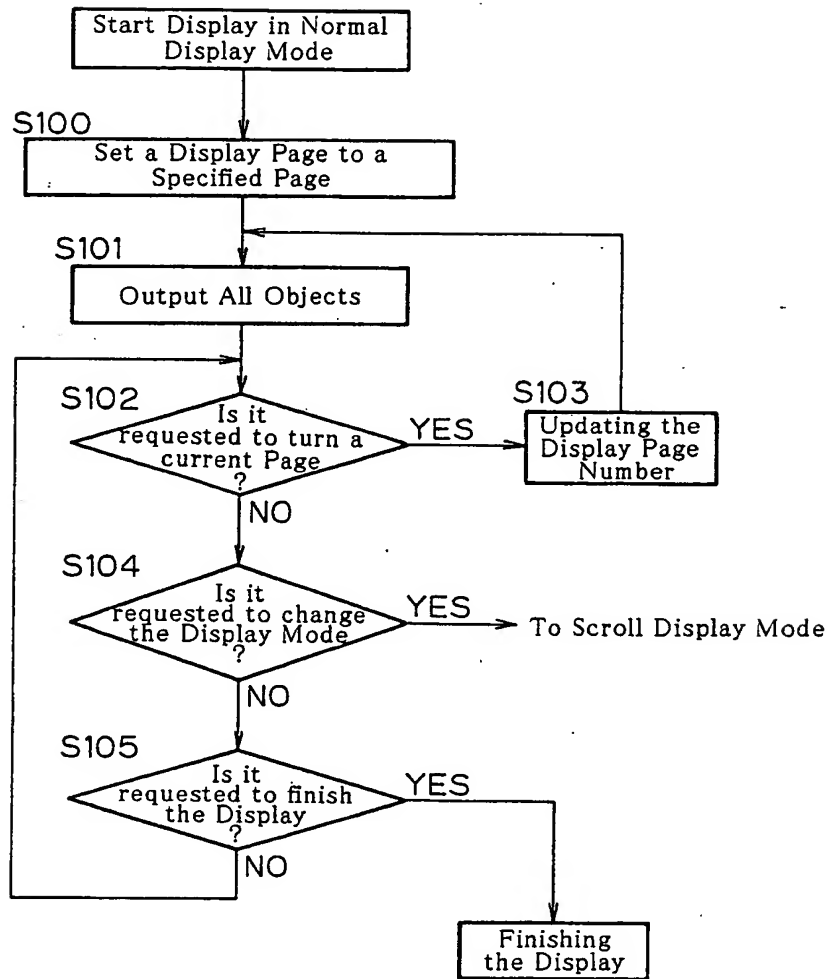 Start Display in Normal
Display Mode
S100
Set a Display Page to a
Specified Page
S101
Output All Objects
S102
Is it
requested to turn a
current Page
?
YES
S103
Updating the
Display Page
Number
NO
S104
Is it
requested to change
the Display Mode
?
YES
To Scroll Display Mode
NO
S105
Is it
requested to finish
the Display
?
YES
NO
Finishing
the Display